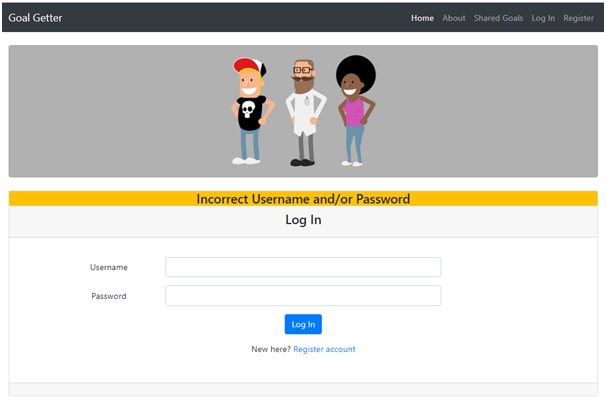 Goal Getter Home About Shared Goals Log In Register
Incorrect Username and/or Password
Log In
Username
Password
Log In
New here? Register account